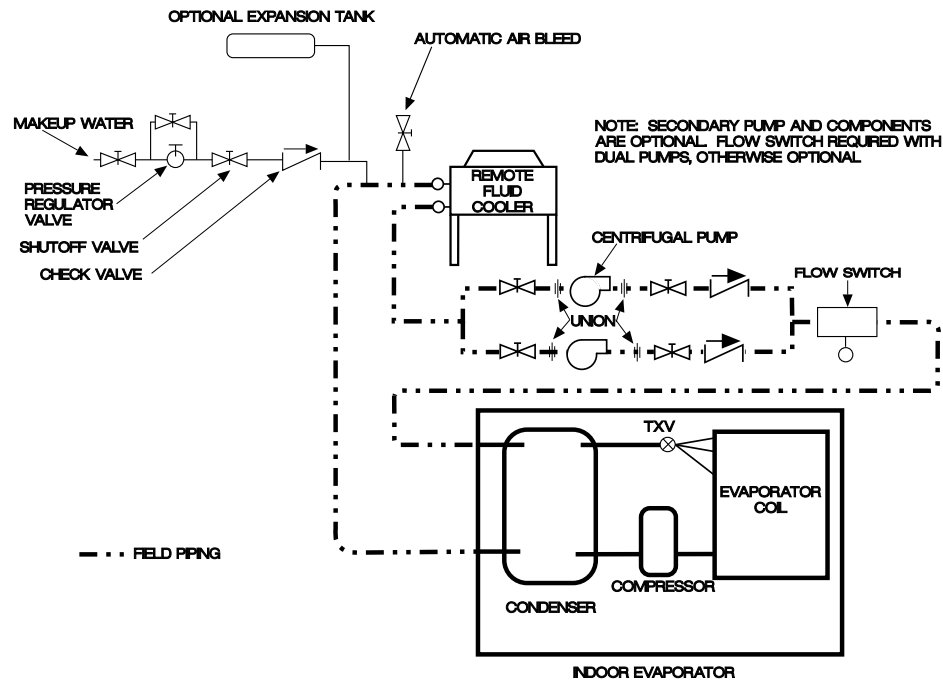 OPTIONAL EXPANSION TANK
AUTOMATIC AIR BLEED
MAKEUP WATER
NOTE: SECONDARY PUMP AND COMPONENTS
ARE OPTIONAL. FLOW SWITCH REQUIRED WITH
DUAL PUMPS, OTHERWISE OPTIONAL
REMOTE
FLUID
COOLER
PRESSURE
REGULATOR
VALVE
SHUTOFF VALVE
CHECK VALVE
CENTRIFUGAL PUMP
FLOW SWITCH
UNION
TXV
EVAPORATOR
COIL
FIELD PIPING
COMPRESSOR
CONDENSER
INDOOR EVAPORATOR